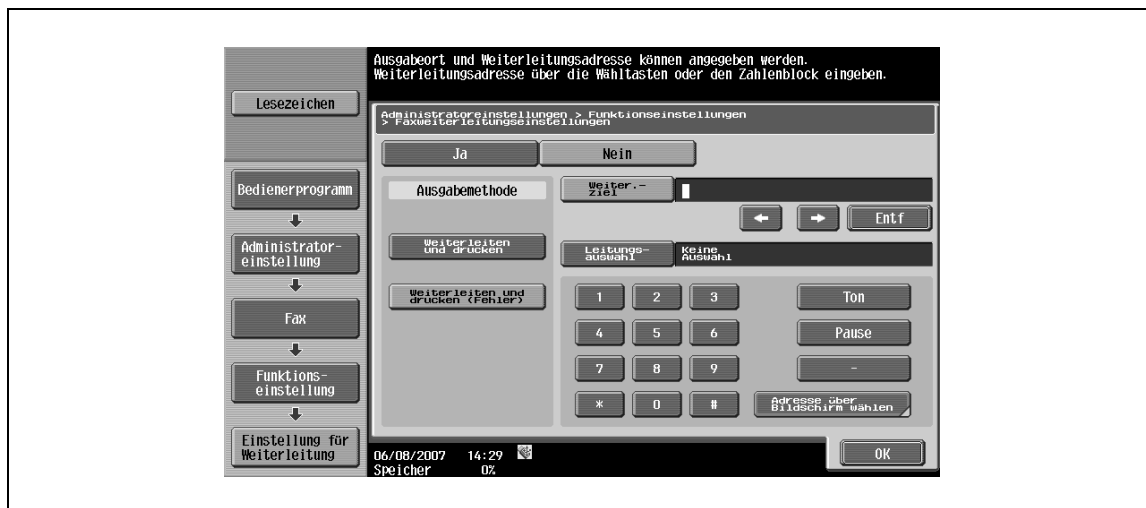 Ausgabeort und Weiterleitungsadresse können angegeben werden.
Weiterleitungsadresse über die Wähltasten oder den Zahlenblock eingeben.
Lesezeichen
Administratoreinstellungen > Funktionseinstellungen
> Faxweiterleitungseinstellungen
Ja
Nein
Bedienerprogramm
Administrator-
einstellung
Fax
Funktions-
einstellung
Einstellung für
Weiterleitung
Ausgabemethode
Weiterleiten
und drucken
Weiterleiten und
drucken (Fehler)
Weiter.-
Ziel
Entf
Leitungs-
auswahl
Keine
Auswahl
1 2 3 Ton
4 5 6 Pause
7 8 9 -
* 0 # Adresse über
Bildschirm wählen
06/08/2007 14:29
Speicher 0%
OK